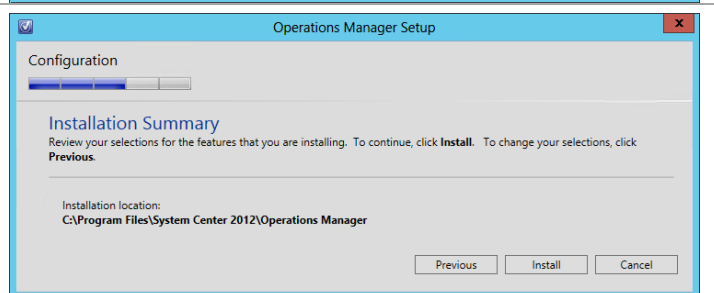 Operations Manager Setup
x
Configuration
Installation Summary
Review your selections for the features that you are installing. To continue, click Install. To change your selections, click
Previous.
Installation location:
C:\Program Files\System Center 2012\Operations Manager
Previous Install Cancel